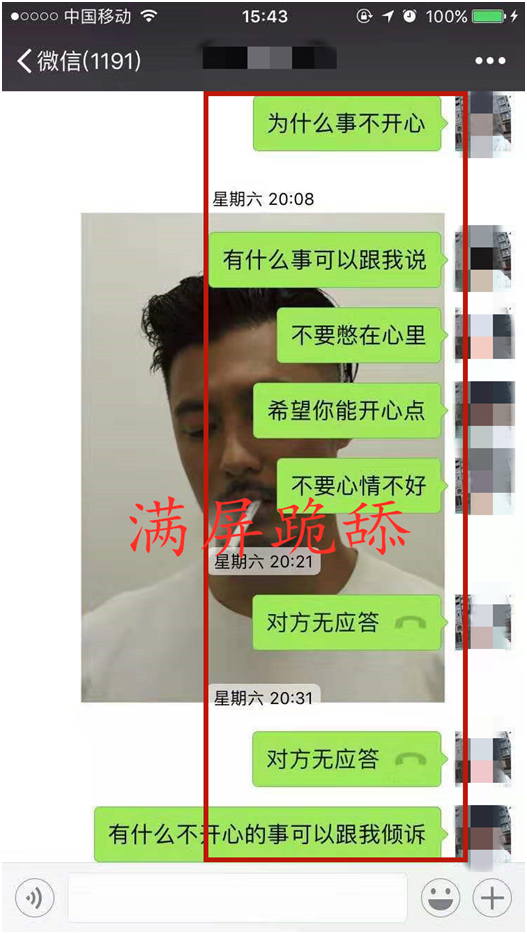 中国移动 15:43 100%
微信(1191)
为什么事不开心
星期六 20:08
有什么事可以跟我说
不要憋在心里
希望你能开心点
不要心情不好
满屏跪舔
星期六 20:21
对方无应答
星期六 20:31
对方无应答
有什么不开心的事可以跟我倾诉